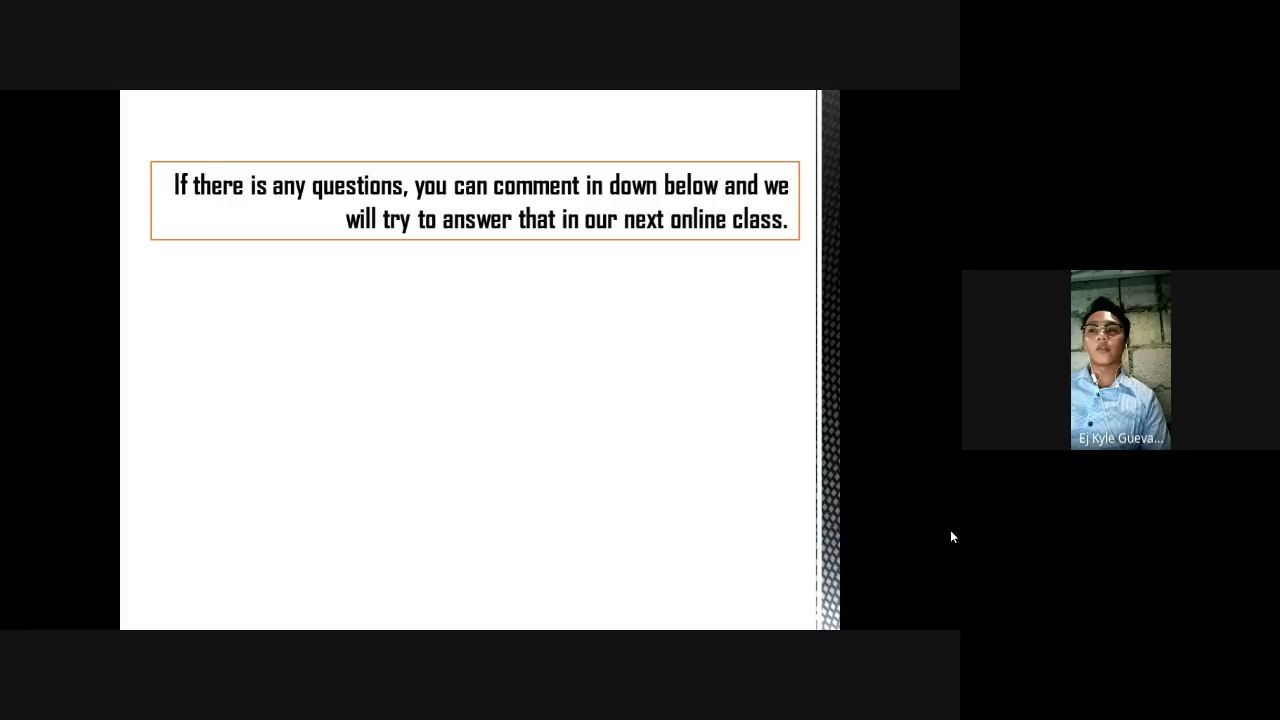 If there is any questions, you can comment in down below and we
will try to answer that in our next online class.
Ej Kyle Gueva...